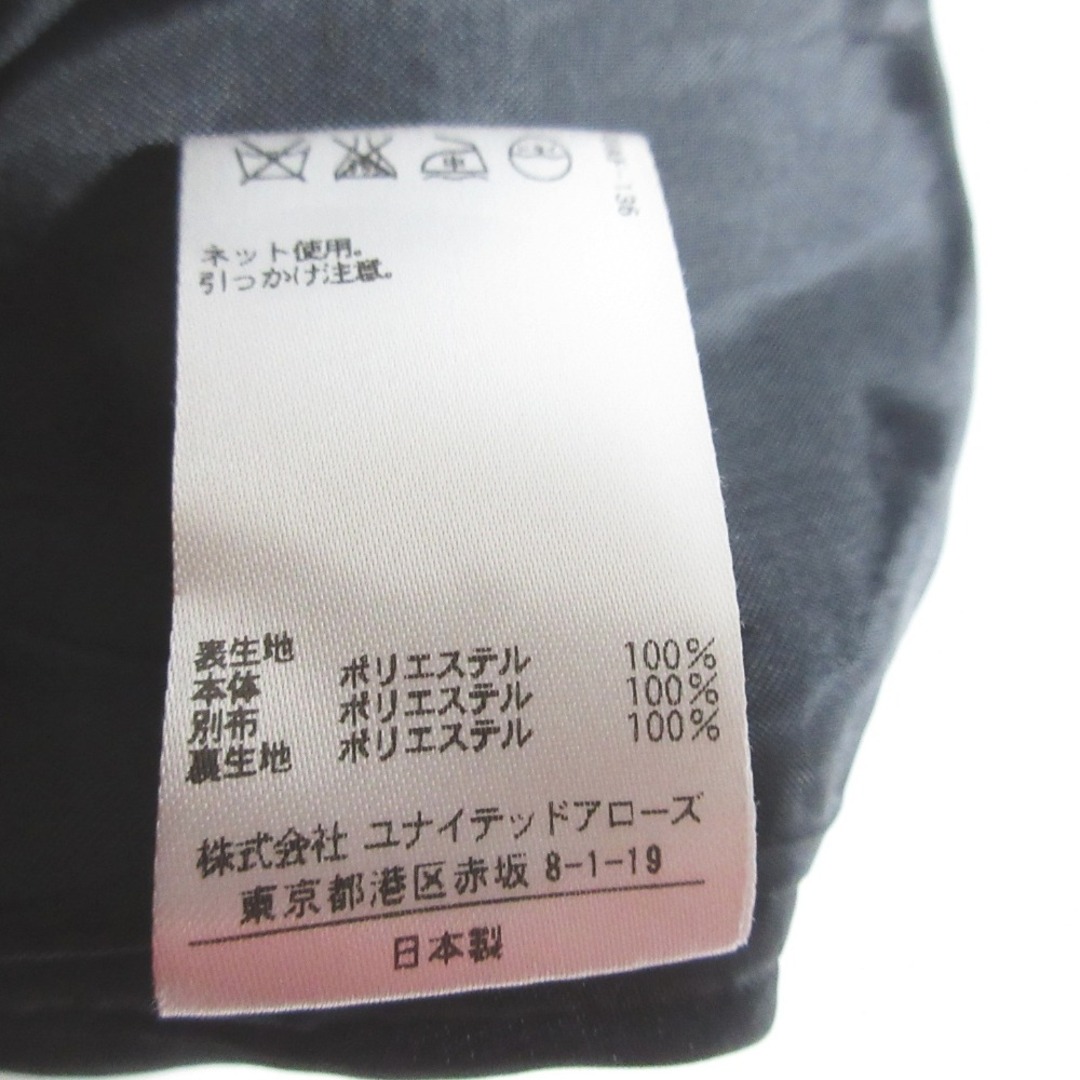 ネット使用。
引っかけ注意。
表生地
本体 ポリエステル 100%
別布 ポリエステル 100%
裏生地 ポリエステル 100%
株式会社 ユナイテッドアローズ
東京都港区赤坂 8-1-19
日本製